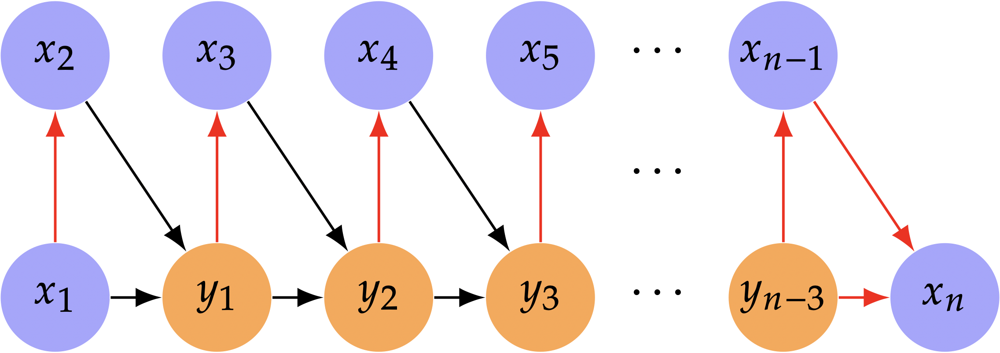 x₂ x₃ x₄ x₅ ··· xₙ₋₁
···
x₁ y₁ y₂ y₃ ··· yₙ₋₃ xₙ